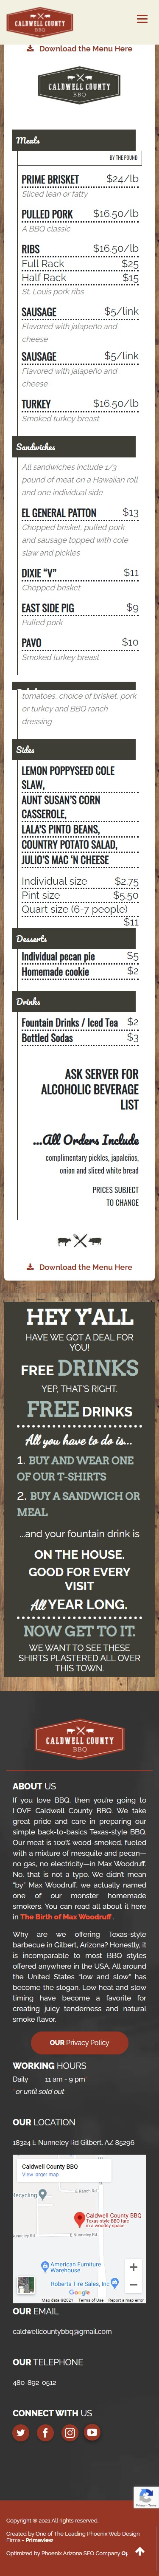 CALDWELL COUNTY
BBQ
Download the Menu Here
CALDWELL COUNTY
BBQ
Meats
BY THE POUND
PRIME BRISKET $24/lb
Sliced lean or fatty
PULLED PORK $16.50/lb
A BBQ classic
RIBS $16.50/lb
Full Rack $25
Half Rack $15
St. Louis pork ribs
SAUSAGE $5/link
Flavored with jalapeño and
cheese
SAUSAGE $5/link
Flavored with jalapeño and
cheese
TURKEY $16.50/lb
Smoked turkey breast
Sandwiches
All sandwiches include 1/3
pound of meat on a Hawaiian roll
and one individual side
EL GENERAL PATTON $13
Chopped brisket, pulled pork
and sausage topped with cole
slaw and pickles
DIXIE “V” $11
Chopped brisket
EAST SIDE PIG $9
Pulled pork
PAVO $10
Smoked turkey breast
tomatoes, choice of brisket, pork
or turkey and BBQ ranch
dressing
Sides
LEMON POPPYSEED COLE
SLAW,
AUNT SUSAN'S CORN
CASSEROLE,
LALA'S PINTO BEANS,
COUNTRY POTATO SALAD,
JULIO'S MAC ‘N CHEESE
Individual size $2.75
Pint size $5.50
Quart size (6-7 people)
$11
Desserts
Individual pecan pie $5
Homemade cookie $2
Drinks
Fountain Drinks / Iced Tea $2
Bottled Sodas $3
ASK SERVER FOR
ALCOHOLIC BEVERAGE
LIST
...All Orders Include
complimentary pickles, jalapeños,
onion and sliced white bread
PRICES SUBJECT
TO CHANGE
Download the Menu Here
HEY Y'ALL
HAVE WE GOT A DEAL FOR
YOU!
FREE DRINKS
YEP, THAT'S RIGHT.
FREE DRINKS
All you have to do is...
1. BUY AND WEAR ONE
OF OUR T-SHIRTS
2. BUY A SANDWICH OR
MEAL
...and your fountain drink is
ON THE HOUSE.
GOOD FOR EVERY
VISIT
All YEAR LONG.
NOW GET TO IT.
WE WANT TO SEE THESE
SHIRTS PLASTERED ALL OVER
THIS TOWN.
CALDWELL COUNTY
BBQ
ABOUT US
If you love BBQ, then you're going to
LOVE Caldwell County BBQ. We take
great pride and care in preparing our
simple back-to-basics Texas-style BBQ.
Our meat is 100% wood-smoked, fueled
with a mixture of mesquite and pecan—
no gas, no electricity—in Max Woodruff.
No, that is not a typo. We didn't mean
“by” Max Woodruff, we actually named
one of our monster homemade
smokers. You can read all about it here
in The Birth of Max Woodruff .
Why are we offering Texas-style
barbecue in Gilbert, Arizona? Honestly, it
is incomparable to most BBQ styles
offered anywhere in the USA. All around
the United States “low and slow” has
become the slogan. Low heat and slow
timing have become a favorite for
creating juicy tenderness and natural
smoke flavor.
OUR Privacy Policy
WORKING HOURS
Daily 11 am - 9 pm
or until sold out
OUR LOCATION
18324 E Nunneley Rd Gilbert, AZ 85296
Caldwell County BBQ
View larger map
E Ranch Rd
Recycling
Caldwell County BBQ
Texas-style BBQ fare
in a woodsy space
E Nunneley Rd
American Furniture
Warehouse
Roberts Tire Sales, Inc
Google
Map data ©2021 Terms of Use Report a map error
OUR EMAIL
caldwellcountybbq@gmail.com
OUR TELEPHONE
480-892-0512
CONNECT WITH US
Copyright ® 2021 All rights reserved.
Created by One of The Leading Phoenix Web Design
Firms - Primeview
Optimized by Phoenix Arizona SEO Company